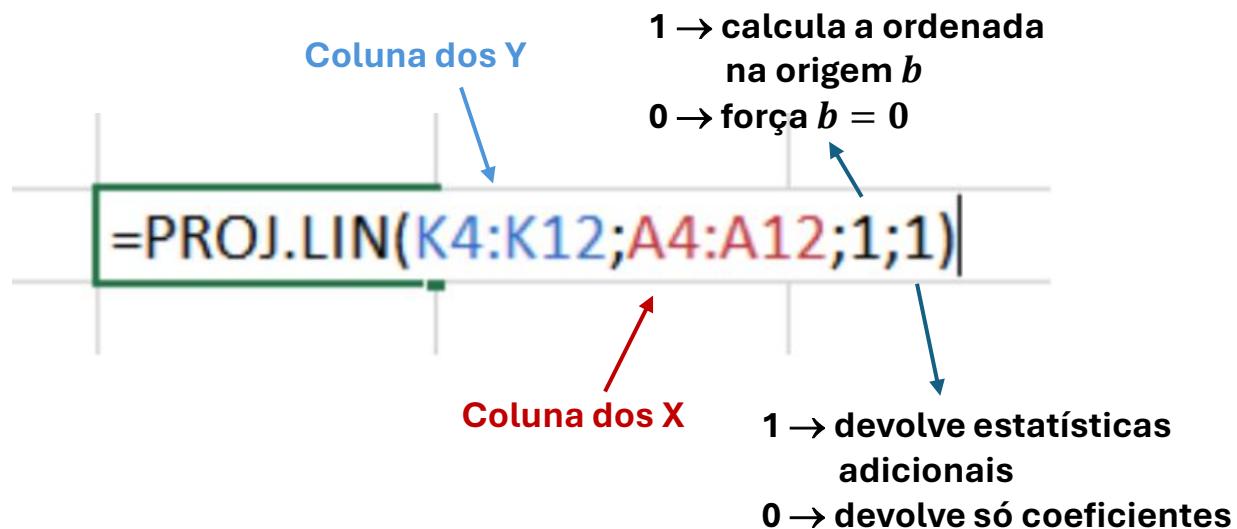 Coluna dos Y
1 → calcula a ordenada
na origem b
0 → força b = 0
=PROJ.LIN(K4:K12;A4:A12;1;1)
Coluna dos X
1 → devolve estatísticas
adicionais
0 → devolve só coeficientes